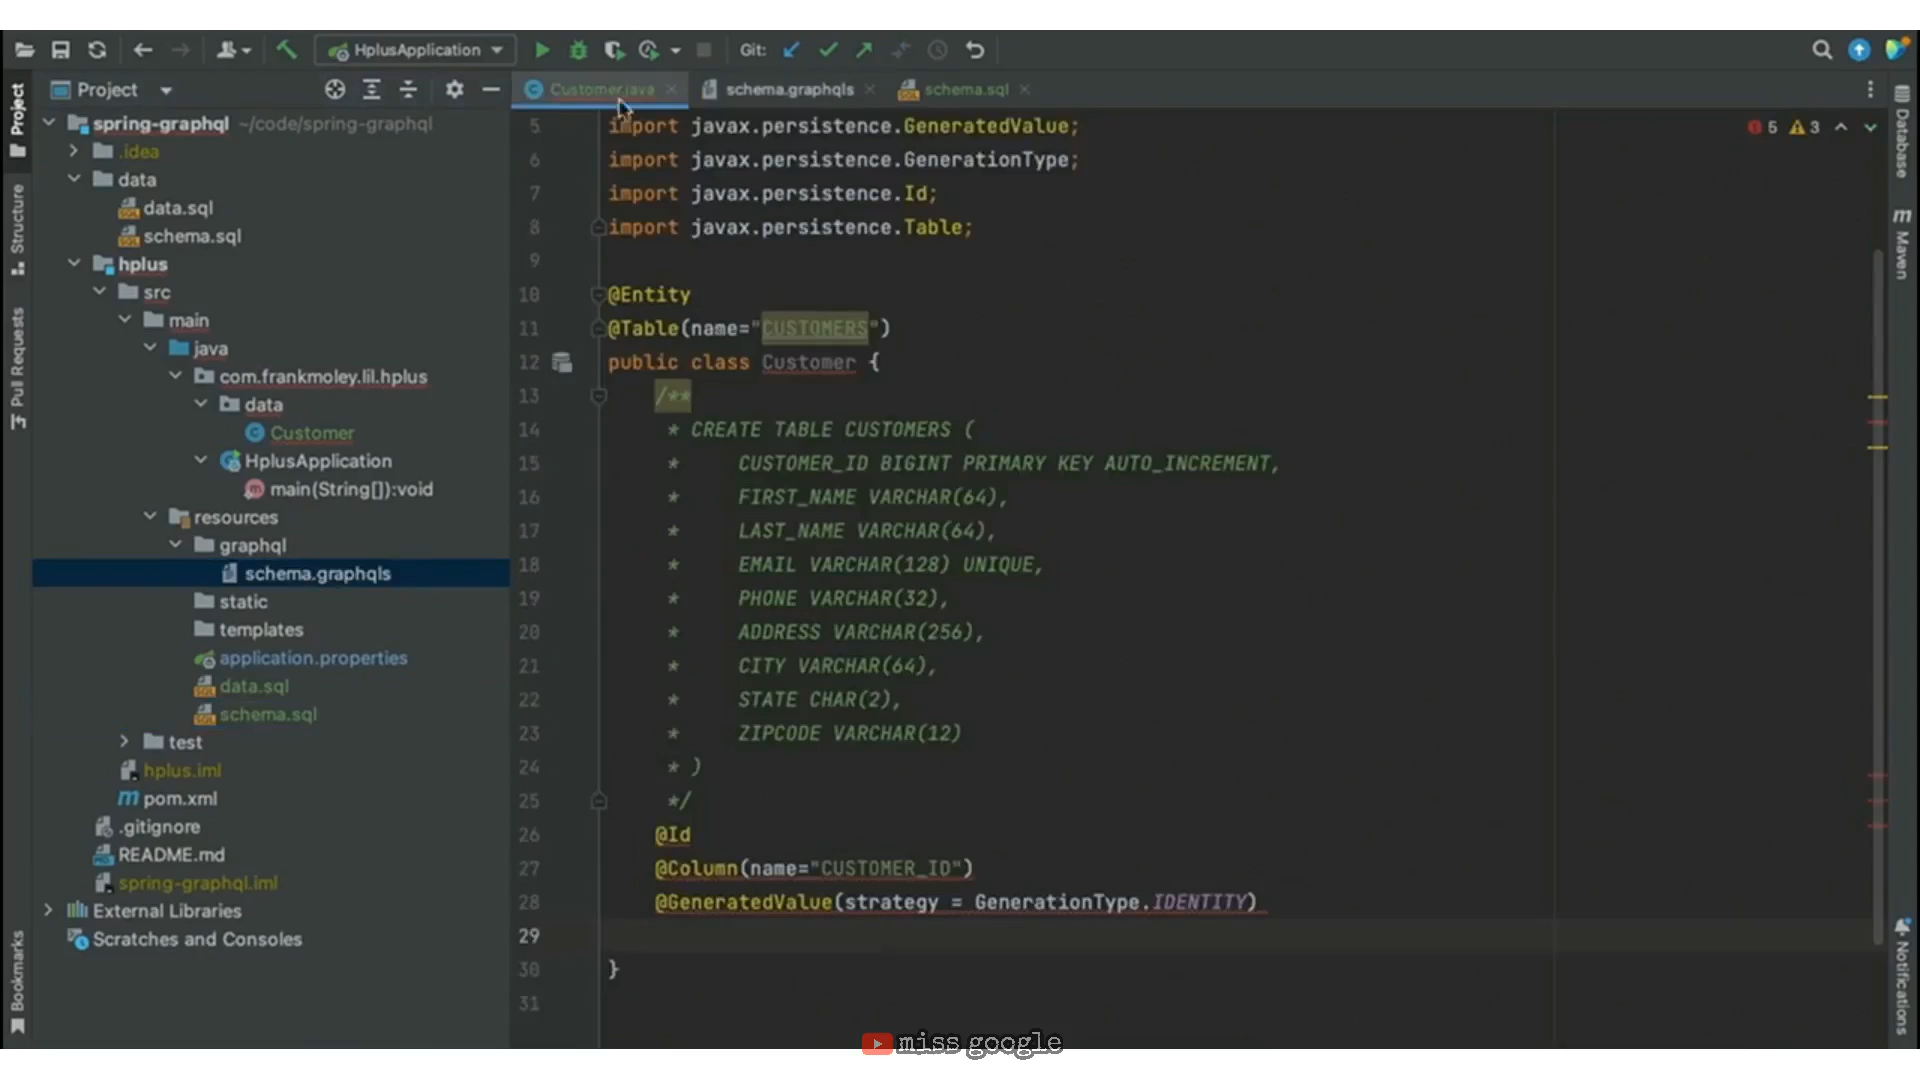 HplusApplication
Git:
Project
Customer.java
schema.graphqls
schema.sql
Project
Structure
Pull Requests
Bookmarks
spring-graphql ~/code/spring-graphql
.idea
data
data.sql
schema.sql
hplus
src
main
java
com.frankmoley.lil.hplus
data
Customer
HplusApplication
main(String[]):void
resources
graphql
schema.graphqls
static
templates
application.properties
data.sql
schema.sql
test
hplus.iml
pom.xml
.gitignore
README.md
spring-graphql.iml
External Libraries
Scratches and Consoles
5 import javax.persistence.GeneratedValue;
6 import javax.persistence.GenerationType;
7 import javax.persistence.Id;
8 import javax.persistence.Table;
9
10 @Entity
11 @Table(name="CUSTOMERS")
12 public class Customer {
13 /**
14 * CREATE TABLE CUSTOMERS (
15 * CUSTOMER_ID BIGINT PRIMARY KEY AUTO_INCREMENT,
16 * FIRST_NAME VARCHAR(64),
17 * LAST_NAME VARCHAR(64),
18 * EMAIL VARCHAR(128) UNIQUE,
19 * PHONE VARCHAR(32),
20 * ADDRESS VARCHAR(256),
21 * CITY VARCHAR(64),
22 * STATE CHAR(2),
23 * ZIPCODE VARCHAR(12)
24 * )
25 */
26 @Id
27 @Column(name="CUSTOMER_ID")
28 @GeneratedValue(strategy = GenerationType.IDENTITY)
29
30 }
31
5 3
Database
Maven
Notifications
miss google